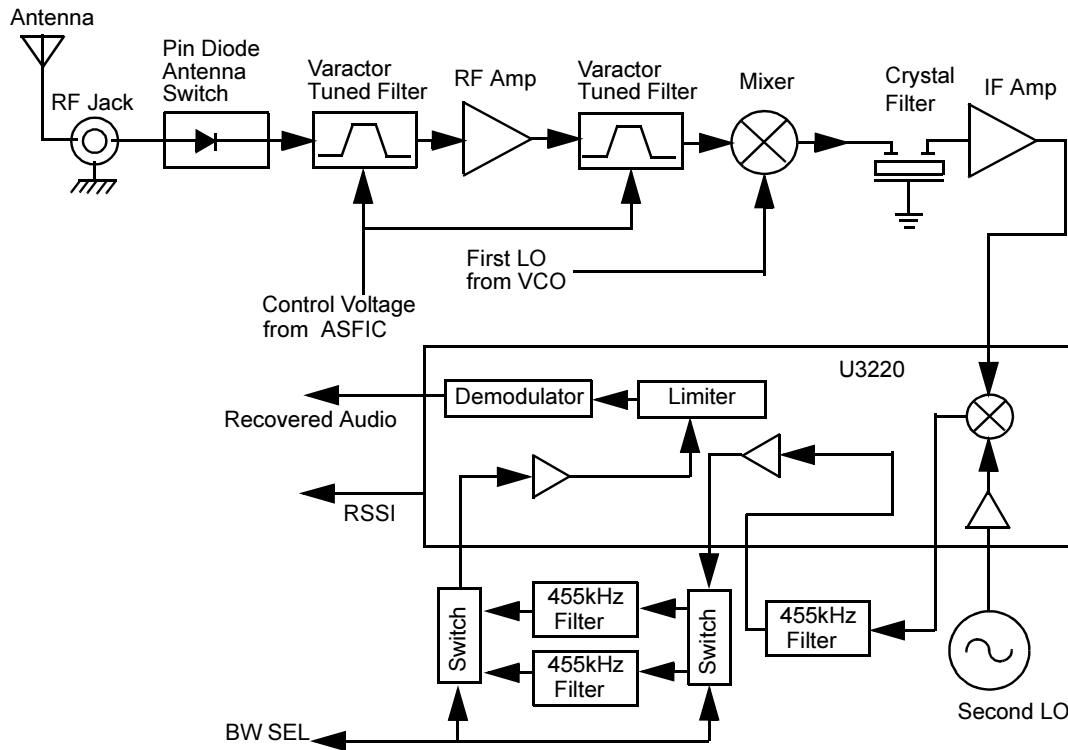 Antenna
RF Jack
Pin Diode
Antenna
Switch
Varactor
Tuned Filter
RF Amp
Varactor
Tuned Filter
Mixer
Crystal
Filter
IF Amp
First LO
from VCO
Control Voltage
from ASFIC
U3220
Demodulator
Limiter
Recovered Audio
RSSI
Switch
455kHz
Filter
455kHz
Filter
Switch
455kHz
Filter
Second LO
BW SEL